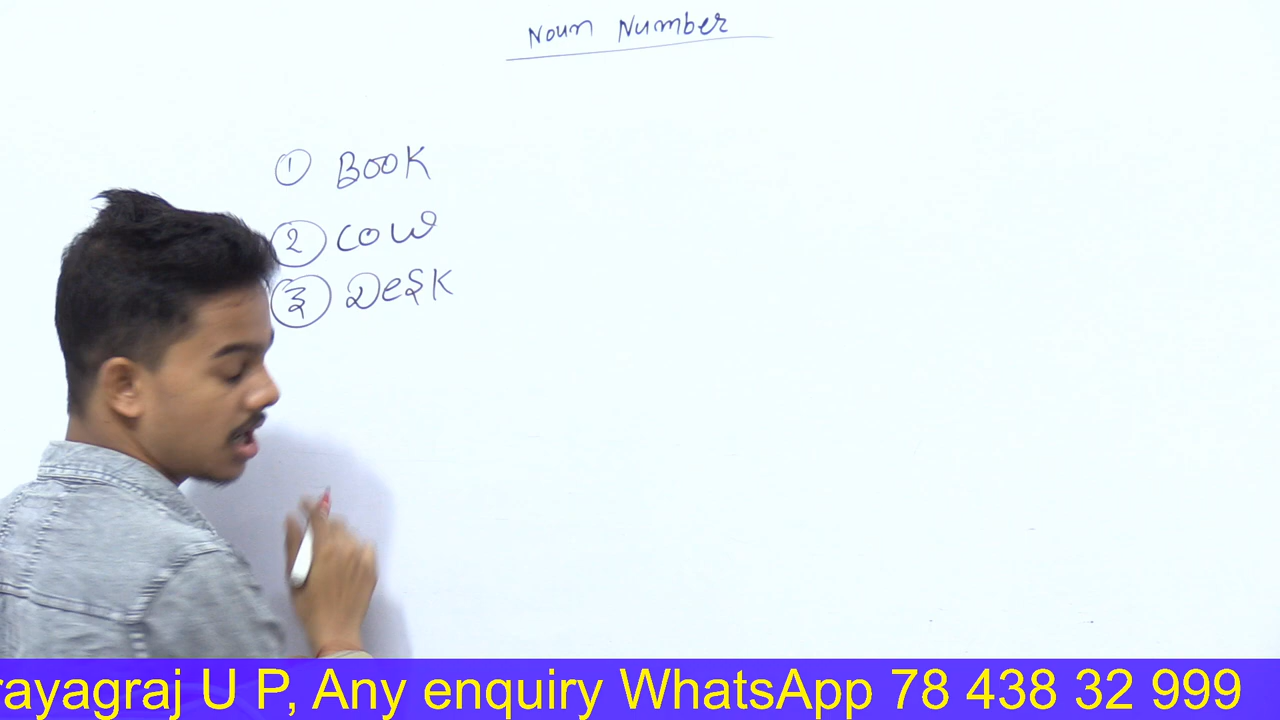 Noun Number
① BOOK
② COW
③ DeSK
rayagraj U P, Any enquiry WhatsApp 78 438 32 999